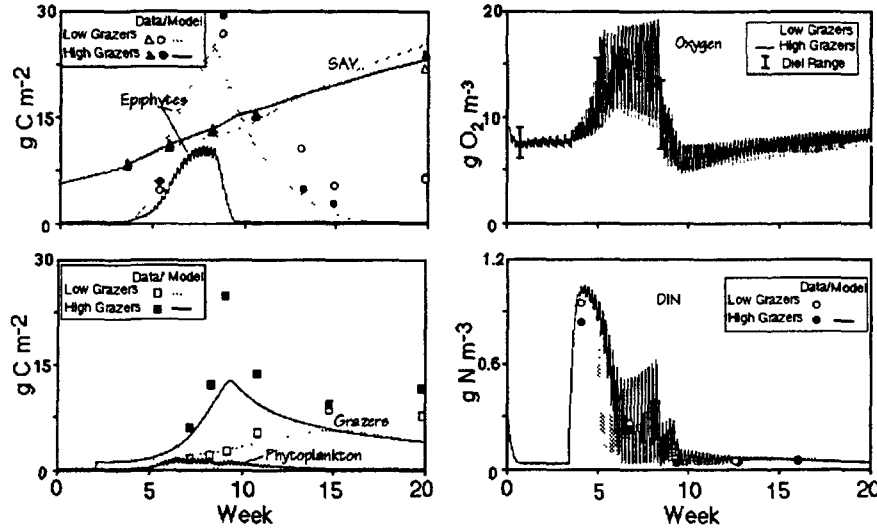 30
Data/Model
Low Grazers
High Grazers
SAV
Epiphytes
15
0
g C m-2
20
Oxygen
Low Grazers
High Grazers
Diel Range
10
0
g O2 m-3
30
Data/ Model
Low Grazers
High Grazers
15
Grazers
Phytoplankton
0
g C m-2
0 5 10 15 20
Week
1.2
DIN
Data/Model
Low Grazers
High Grazers
0.6
0
g N m-3
0 5 10 15 20
Week